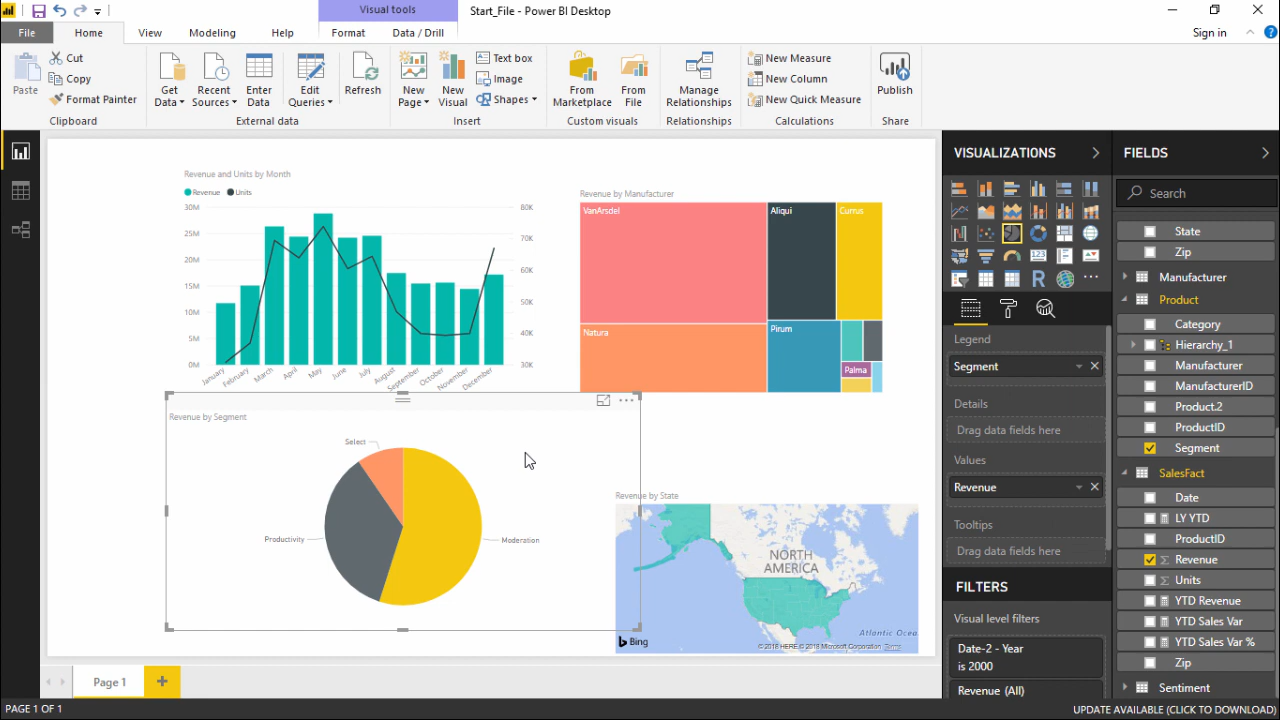 Visual tools
Start_File - Power BI Desktop
File
Home
View
Modeling
Help
Format
Data / Drill
Sign in
Paste
Cut
Copy
Format Painter
Clipboard
Get Data
Recent Sources
Enter Data
Edit Queries
Refresh
External data
New Page
New Visual
Text box
Image
Shapes
Insert
From Marketplace
From File
Custom visuals
Manage Relationships
Relationships
New Measure
New Column
New Quick Measure
Calculations
Publish
Share
Revenue and Units by Month
Revenue Units
30M
25M
20M
15M
10M
5M
0M
80K
70K
60K
50K
40K
30K
January
February
March
April
May
June
July
August
September
October
November
December
Revenue by Manufacturer
VanArsdel
Aliqui
Currus
Natura
Pirum
Palma
Revenue by Segment
Select
Productivity
Moderation
Revenue by State
NORTH
AMERICA
Atlantic Ocea
Bing
© 2018 HERE © 2018 Microsoft Corporation Terms
VISUALIZATIONS
R
Legend
Segment
Details
Drag data fields here
Values
Revenue
Tooltips
Drag data fields here
FILTERS
Visual level filters
Date-2 - Year
is 2000
Revenue (All)
FIELDS
Search
State
Zip
Manufacturer
Product
Category
Hierarchy_1
Manufacturer
ManufacturerID
Product.2
ProductID
Segment
SalesFact
Date
LY YTD
ProductID
Revenue
Units
YTD Revenue
YTD Sales Var
YTD Sales Var %
Zip
Sentiment
Page 1
PAGE 1 OF 1
UPDATE AVAILABLE (CLICK TO DOWNLOAD)